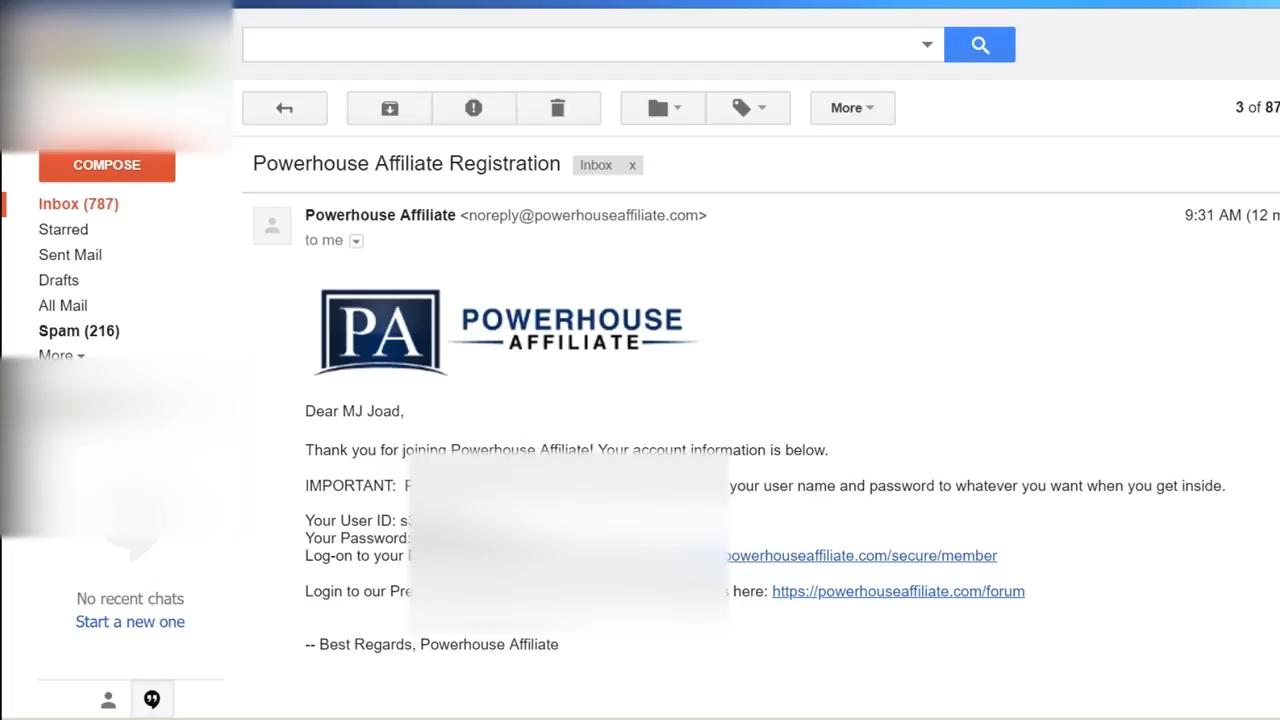 More
3 of 87
COMPOSE
Powerhouse Affiliate Registration
Inbox x
Inbox (787)
Starred
Sent Mail
Drafts
All Mail
Spam (216)
More
Powerhouse Affiliate <noreply@powerhouseaffiliate.com>
9:31 AM (12 m
to me
PA
POWERHOUSE
AFFILIATE
Dear MJ Joad,
Thank you for joining Powerhouse Affiliate! Your account information is below.
IMPORTANT: your user name and password to whatever you want when you get inside.
Your User ID:
Your Password:
Log-on to your powerhouseaffiliate.com/secure/member
Login to our here: https://powerhouseaffiliate.com/forum
-- Best Regards, Powerhouse Affiliate
No recent chats
Start a new one